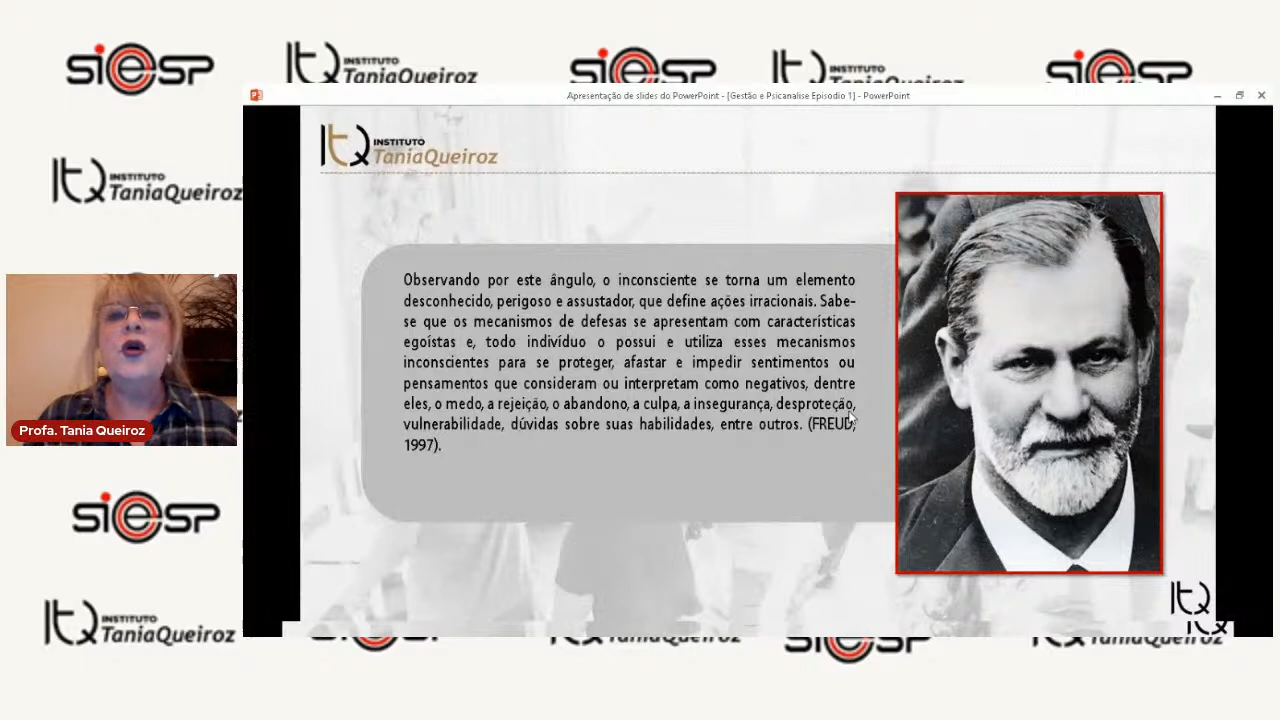 SIESP
INSTITUTO
TaniaQueiroz
SIESP
INSTITUTO
TaniaQueiroz
SIESP
Apresentação de slides do PowerPoint - [Gestão e Psicanalise Episodio 1] - PowerPoint
INSTITUTO
TaniaQueiroz
INSTITUTO
TaniaQueiroz
Observando por este ângulo, o inconsciente se torna um elemento
desconhecido, perigoso e assustador, que define ações irracionais. Sabe-
se que os mecanismos de defesas se apresentam com características
egoístas e, todo indivíduo o possui e utiliza esses mecanismos
inconscientes para se proteger, afastar e impedir sentimentos ou
pensamentos que consideram ou interpretam como negativos, dentre
eles, o medo, a rejeição, o abandono, a culpa, a insegurança, desproteção,
vulnerabilidade, dúvidas sobre suas habilidades, entre outros. (FREUD,
1997).
Profa. Tania Queiroz
SIESP
INSTITUTO
TaniaQueiroz
TaniaQueiroz
SIESP
TaniaQueiroz